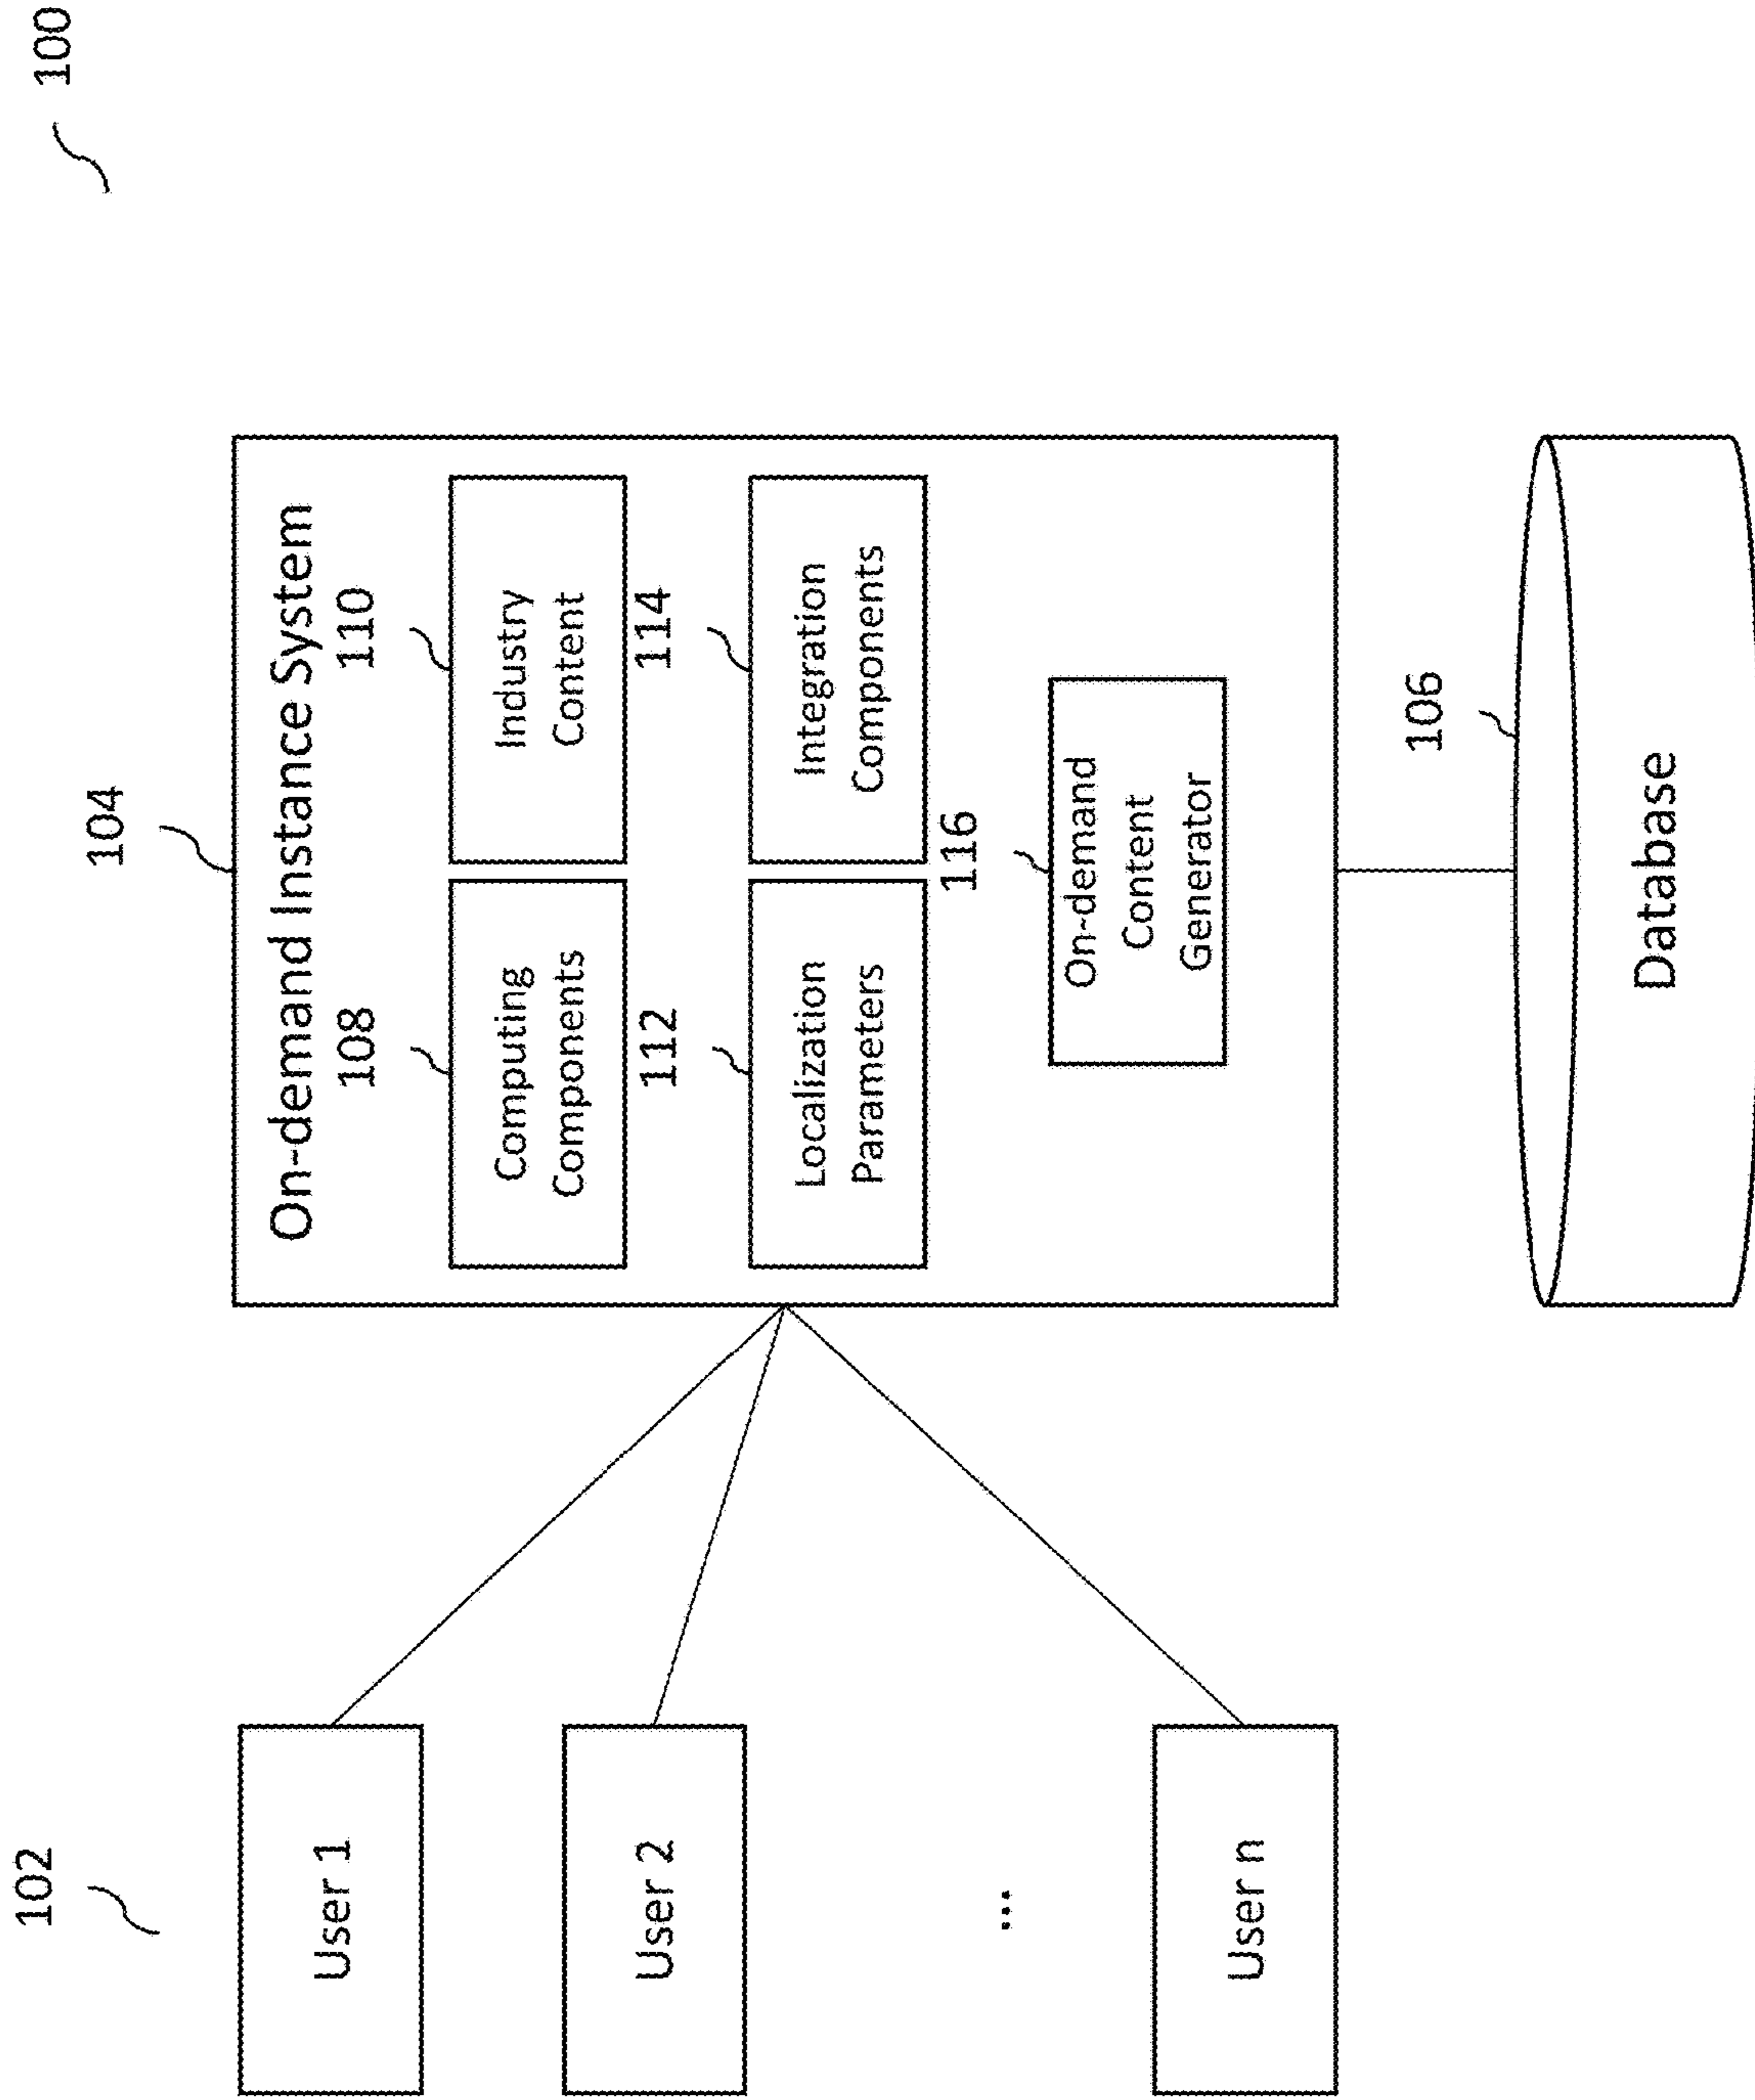 100
102
104
User 1
User 2
...
User n
On-demand Instance System
108
110
Computing
Components
Industry
Content
112
114
Localization
Parameters
Integration
Components
116
On-demand
Content
Generator
106
Database